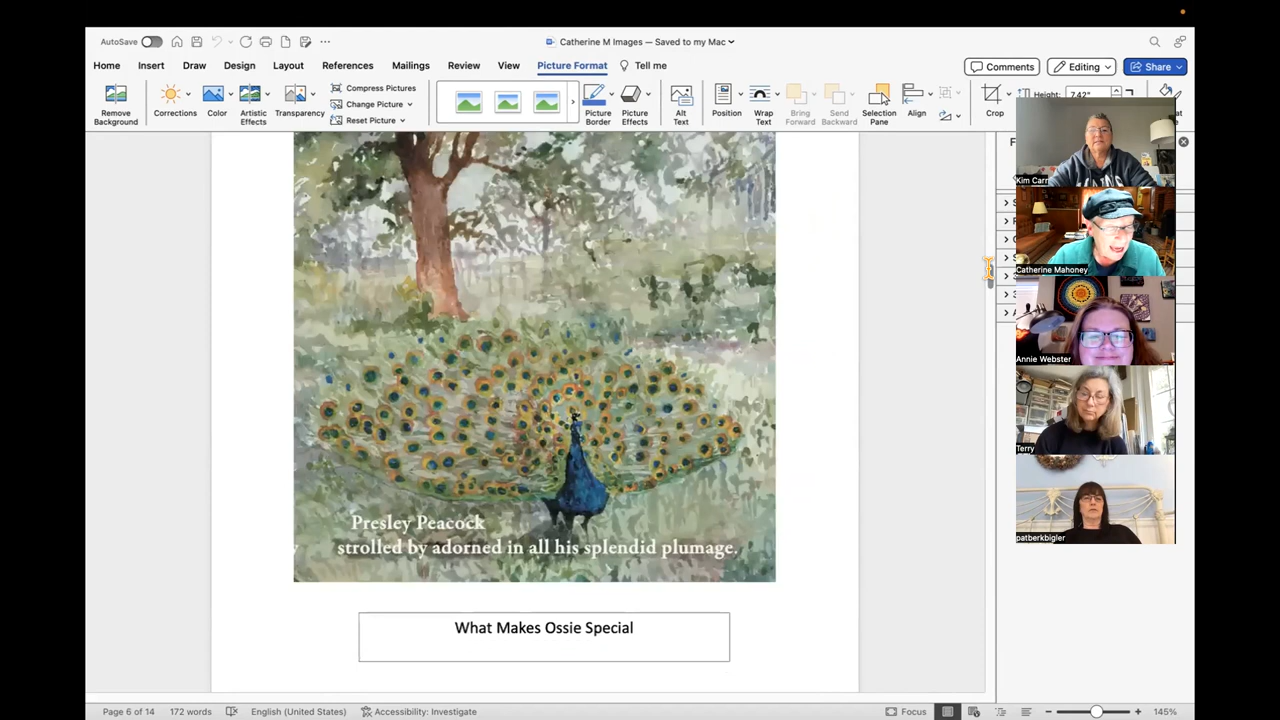 AutoSave
Catherine M Images — Saved to my Mac
Home Insert Draw Design Layout References Mailings Review View Picture Format Tell me
Comments Editing Share
Remove Background
Corrections
Color
Artistic Effects
Transparency
Compress Pictures
Change Picture
Reset Picture
Picture Border
Picture Effects
Alt Text
Position
Wrap Text
Bring Forward
Send Backward
Selection Pane
Align
Crop
Height: 7.42"
Kim Carr
Catherine Mahoney
Annie Webster
Terry
patberkbigler
Presley Peacock
y strolled by adorned in all his splendid plumage.
What Makes Ossie Special
Page 6 of 14 172 words English (United States) Accessibility: Investigate Focus 145%